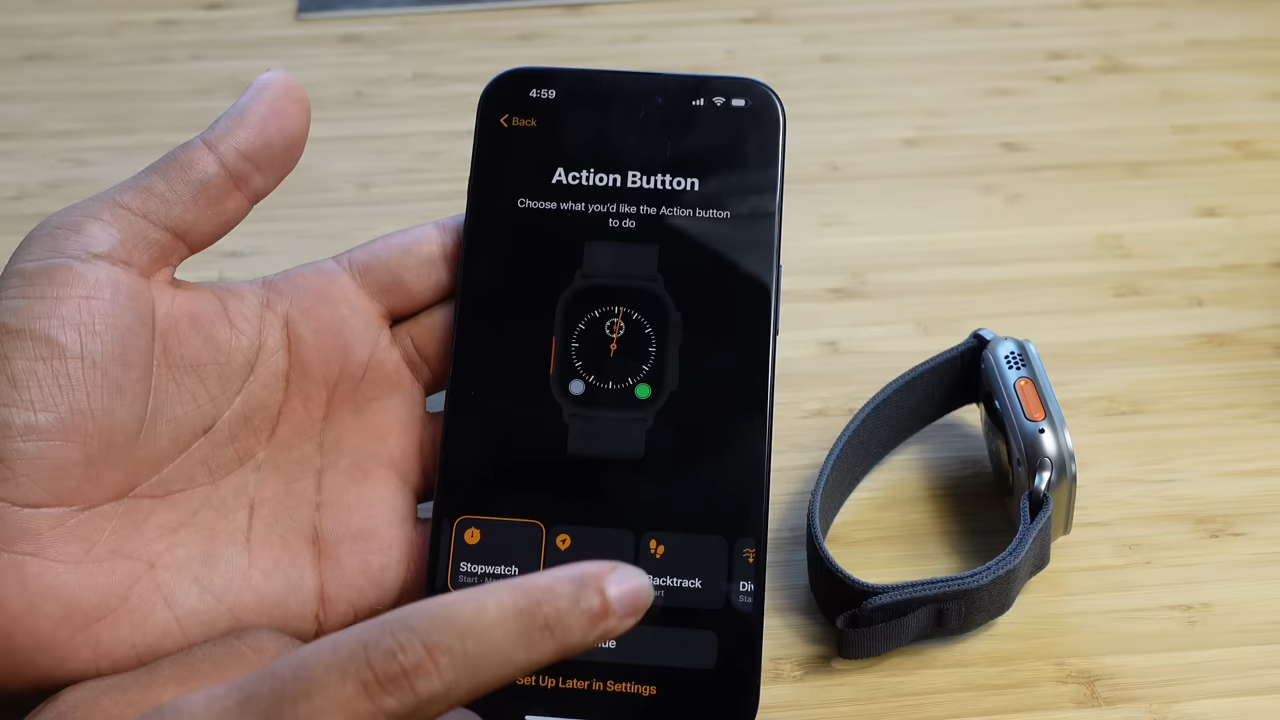 4:59
Back
Action Button
Choose what you'd like the Action button
to do
Stopwatch
Start
Backtrack
Set Up Later in Settings